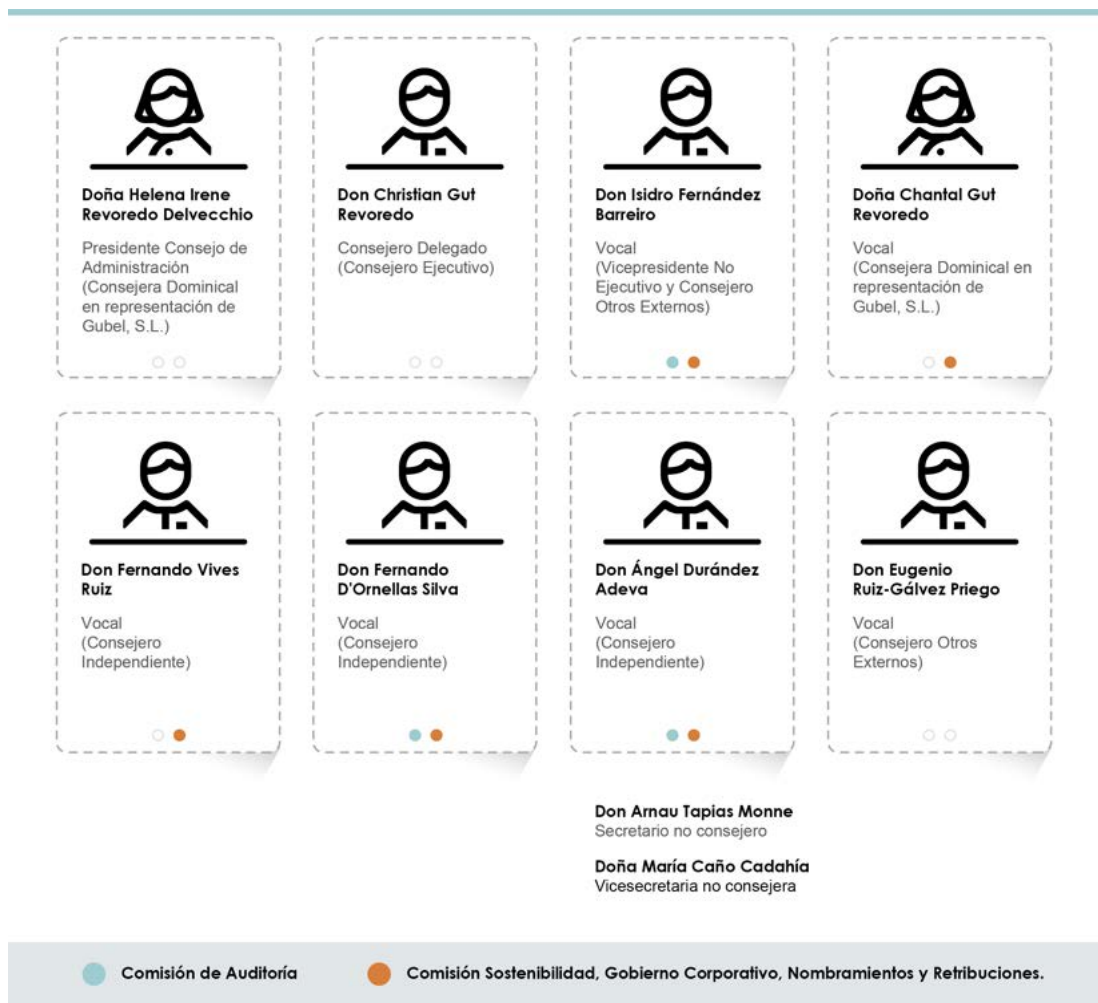 Doña Helena Irene
Revoredo Delvecchio
Presidente Consejo de
Administración
(Consejera Dominical
en representación de
Gubel, S.L.)
Don Christian Gut
Revoredo
Consejero Delegado
(Consejero Ejecutivo)
Don Isidro Fernández
Barreiro
Vocal
(Vicepresidente No
Ejecutivo y Consejero
Otros Externos)
Doña Chantal Gut
Revoredo
Vocal
(Consejera Dominical en
representación de
Gubel, S.L.)
Don Fernando Vives
Ruiz
Vocal
(Consejero
Independiente)
Don Fernando
D'Ornellas Silva
Vocal
(Consejero
Independiente)
Don Ángel Durández
Adeva
Vocal
(Consejero
Independiente)
Don Eugenio
Ruiz-Gálvez Priego
Vocal
(Consejero Otros
Externos)
Don Arnau Tapias Monne
Secretario no consejero
Doña María Caño Cadahía
Vicesecretaria no consejera
Comisión de Auditoría
Comisión Sostenibilidad, Gobierno Corporativo, Nombramientos y Retribuciones.